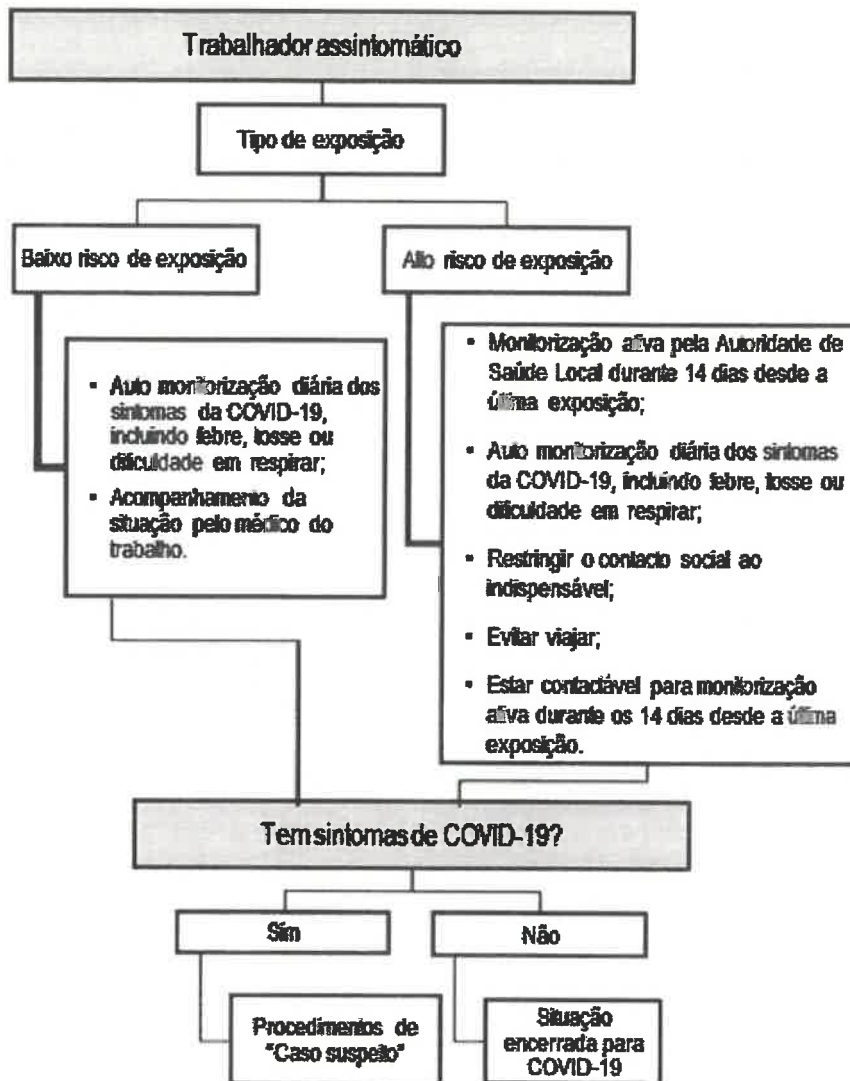 Trabalhador assintomático
Tipo de exposição
Baixo risco de exposição
Alto risco de exposição
▪ Auto monitorização diária dos
sintomas da COVID-19,
incluindo febre, tosse ou
dificuldade em respirar;
▪ Acompanhamento da
situação pelo médico do
trabalho.
▪ Monitorização ativa pela Autoridade de
Saúde Local durante 14 dias desde a
última exposição;
▪ Auto monitorização diária dos sintomas
da COVID-19, incluindo febre, tosse ou
dificuldade em respirar;
▪ Restringir o contacto social ao
indispensável;
▪ Evitar viajar;
▪ Estar contactável para monitorização
ativa durante os 14 dias desde a última
exposição.
Tem sintomas de COVID-19?
Sim
Não
Procedimentos de
"Caso suspeito"
Situação
encerrada para
COVID-19